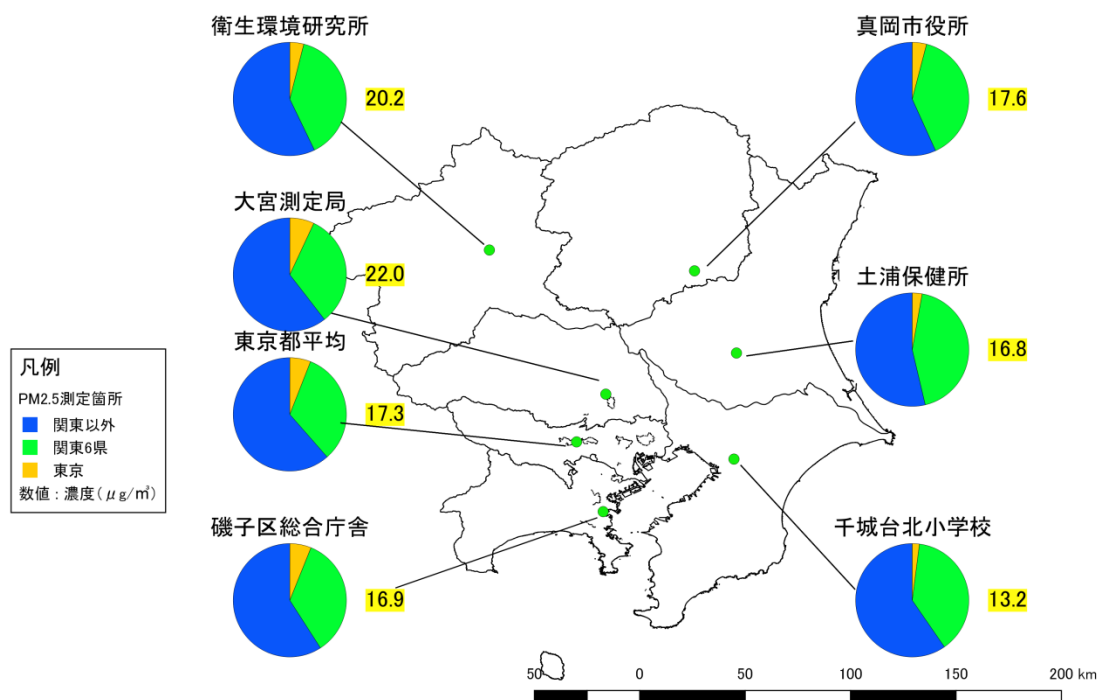 衛生環境研究所
20.2
真岡市役所
17.6
大宮測定局
22.0
土浦保健所
16.8
東京都平均
17.3
凡例
PM2.5測定箇所
関東以外
関東6県
東京
数値：濃度(μg/㎥)
磯子区総合庁舎
16.9
千城台北小学校
13.2
50 0 50 100 150 200 km